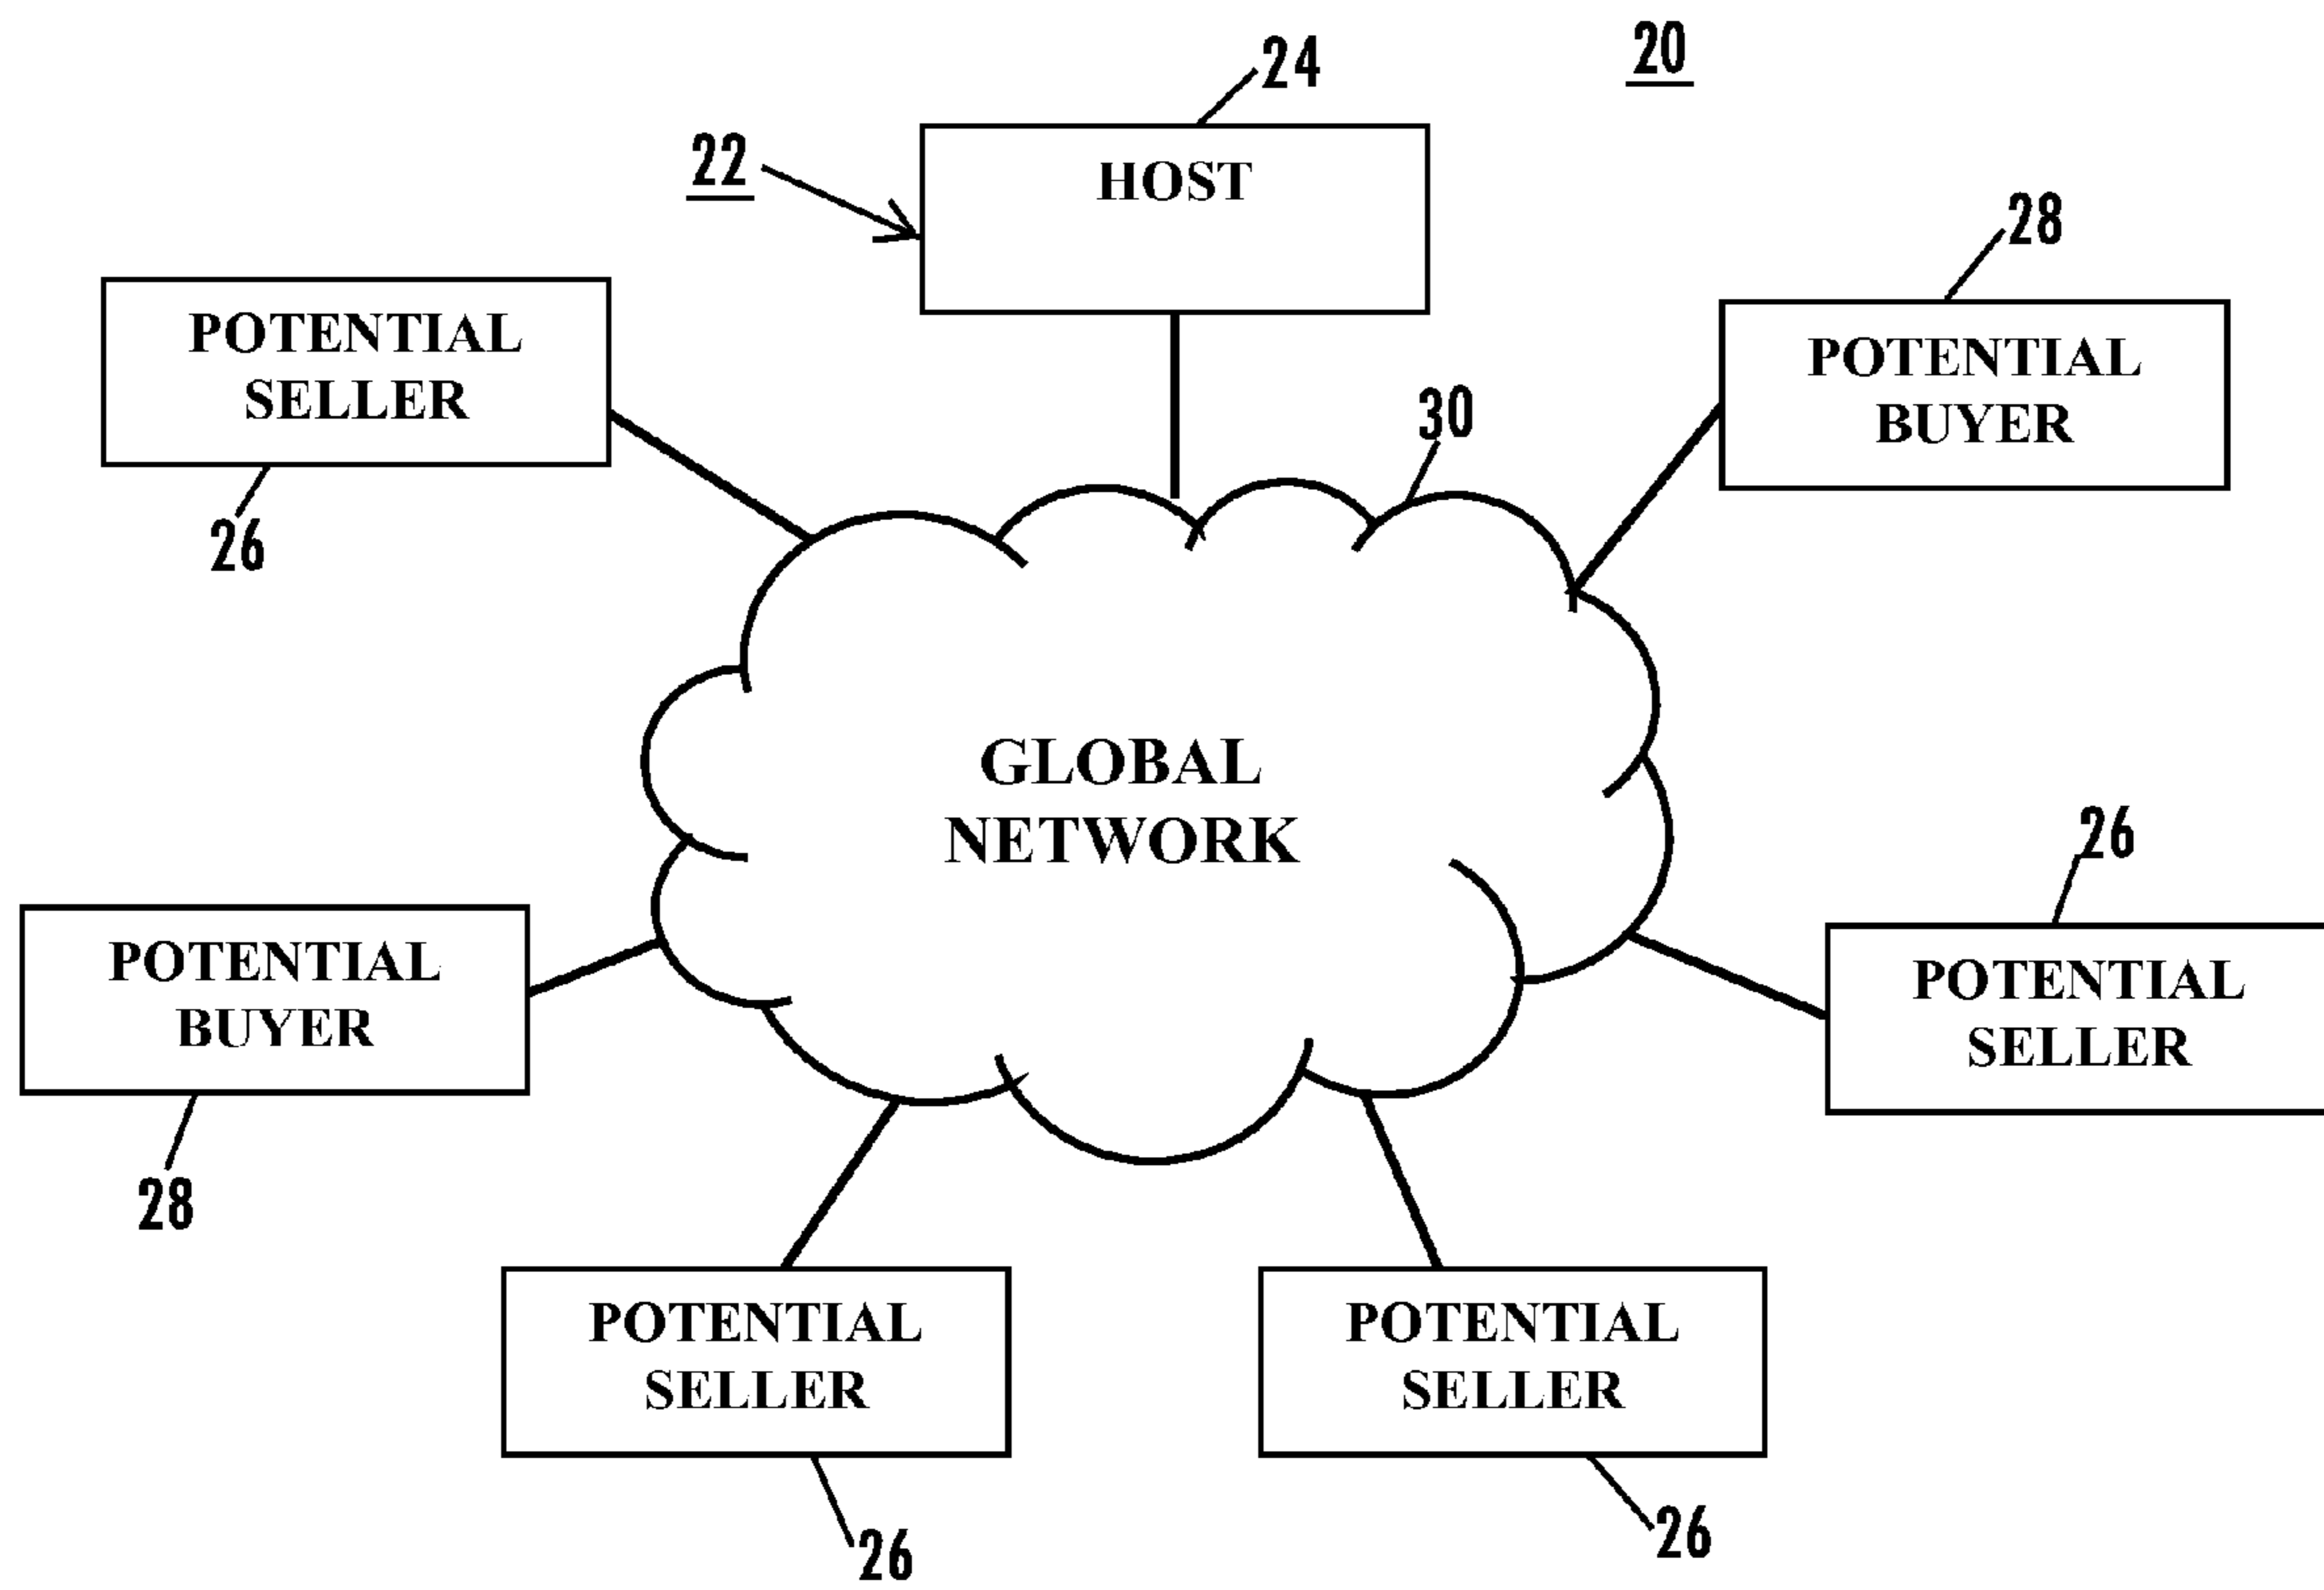 20
24
22
HOST
28
POTENTIAL
SELLER
26
POTENTIAL
BUYER
30
GLOBAL
NETWORK
26
POTENTIAL
BUYER
28
POTENTIAL
SELLER
POTENTIAL
SELLER
26
POTENTIAL
SELLER
26